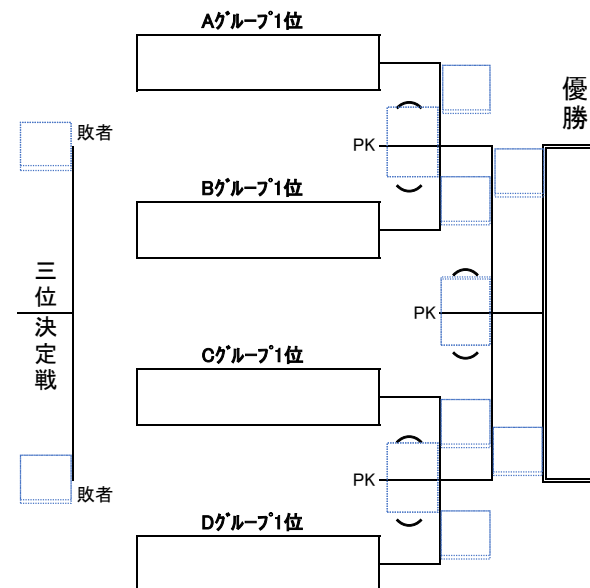 Aグループ1位
優勝
敗者
PK
()
Bグループ1位
三位決定戦
PK
()
Cグループ1位
PK
()
敗者
Dグループ1位